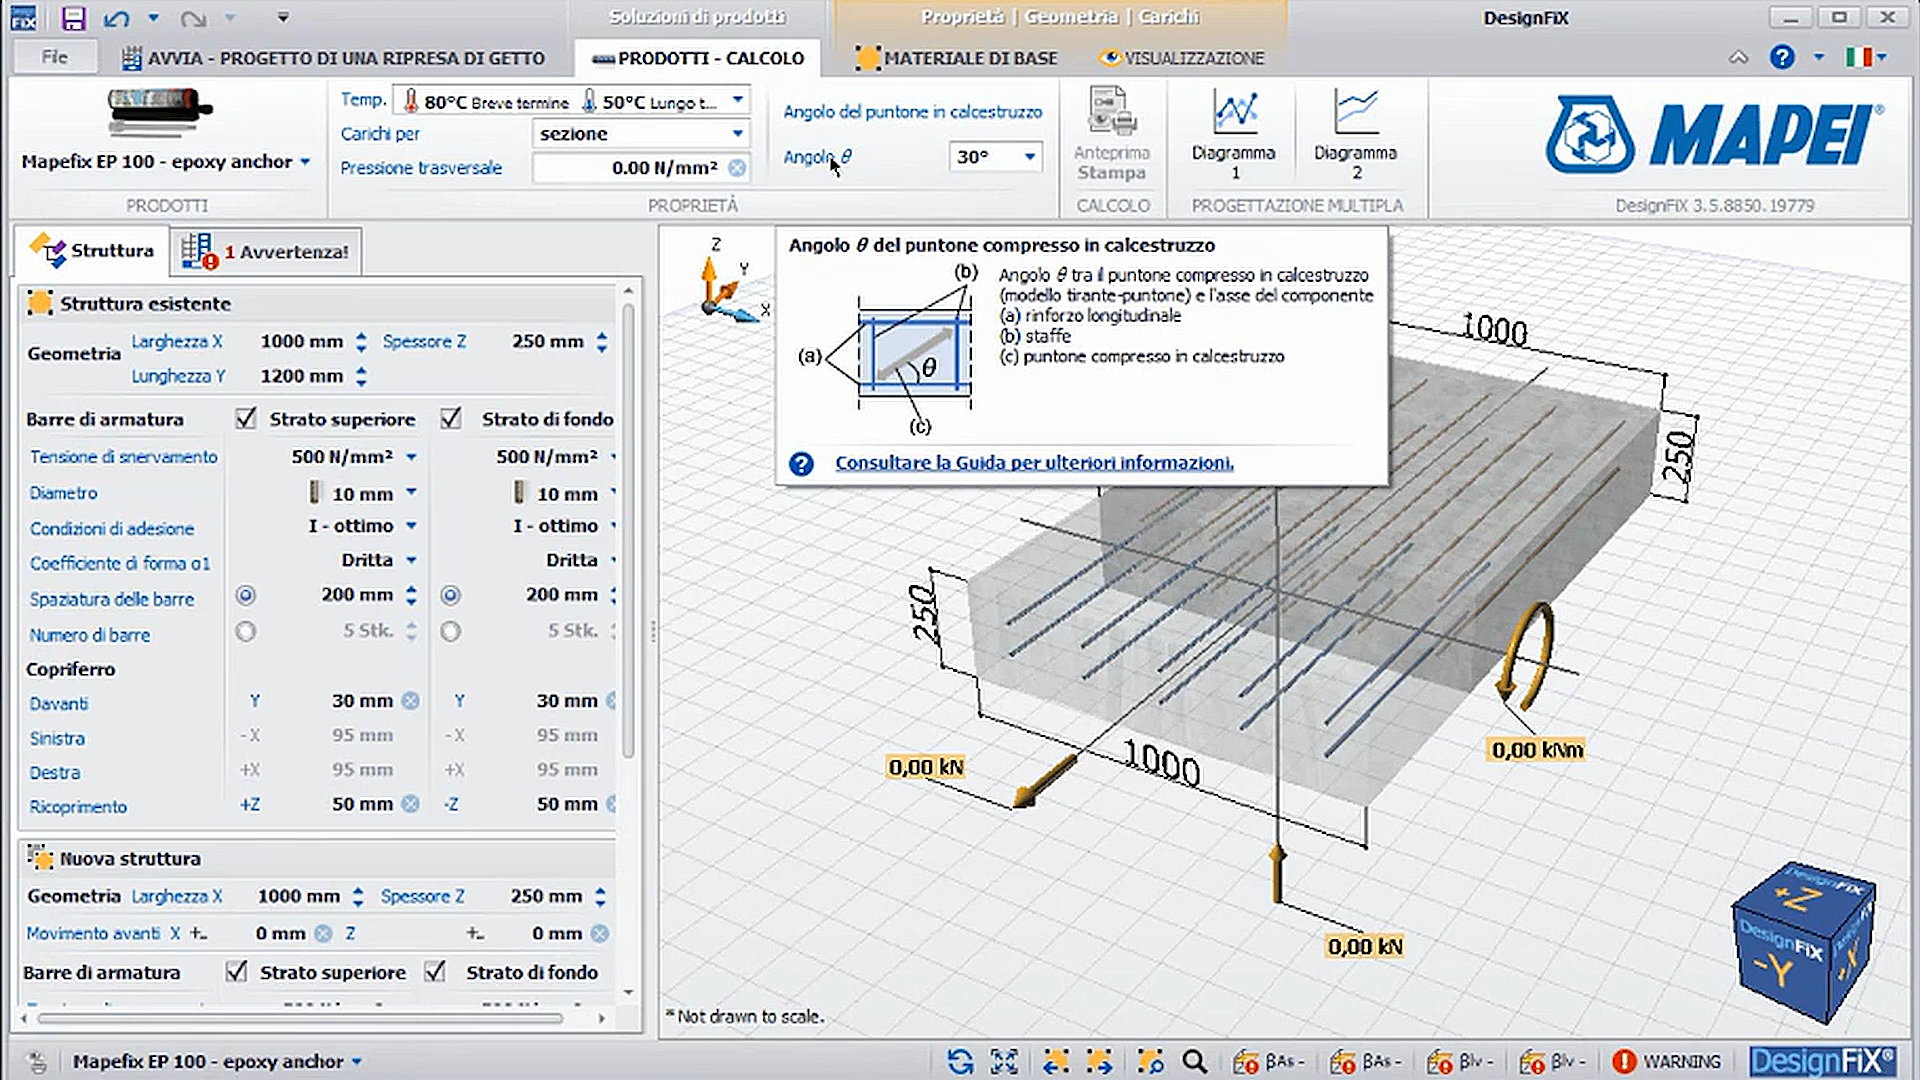 Soluzioni di prodotti
Proprietà | Geometria | Carichi
DesignFiX
File
AVVIA - PROGETTO DI UNA RIPRESA DI GETTO
PRODOTTI - CALCOLO
MATERIALE DI BASE
VISUALIZZAZIONE
Mapefix EP 100 - epoxy anchor
PRODOTTI
Temp. 80°C Breve termine 50°C Lungo t...
Carichi per sezione
Pressione trasversale 0.00 N/mm²
Angolo del puntone in calcestruzzo
Angolo θ 30°
PROPRIETÀ
Anteprima
Stampa
CALCOLO
Diagramma
1
Diagramma
2
PROGETTAZIONE MULTIPLA
MAPEI®
DesignFiX 3.5.8850.19779
Struttura
1 Avvertenza!
Struttura esistente
Geometria Larghezza X 1000 mm Spessore Z 250 mm
Lunghezza Y 1200 mm
Barre di armatura Strato superiore Strato di fondo
Tensione di snervamento 500 N/mm² 500 N/mm²
Diametro 10 mm 10 mm
Condizioni di adesione I - ottimo I - ottimo
Coefficiente di forma α1 Dritta Dritta
Spaziatura delle barre 200 mm 200 mm
Numero di barre 5 Stk. 5 Stk.
Copriferro
Davanti Y 30 mm Y 30 mm
Sinistra -X 95 mm -X 95 mm
Destra +X 95 mm +X 95 mm
Ricoprimento +Z 50 mm -Z 50 mm
Nuova struttura
Geometria Larghezza X 1000 mm Spessore Z 250 mm
Movimento avanti X +- 0 mm Z +- 0 mm
Barre di armatura Strato superiore Strato di fondo
Z
Y
X
Angolo θ del puntone compresso in calcestruzzo
(b)
(a)
θ
(c)
Angolo θ tra il puntone compresso in calcestruzzo
(modello tirante-puntone) e l'asse del componente
(a) rinforzo longitudinale
(b) staffe
(c) puntone compresso in calcestruzzo
Consultare la Guida per ulteriori informazioni.
1000
250
250
1000
0,00 kN
0,00 kNm
0,00 kN
DesignFiX
+Z
DesignFiX
-Y
*Not drawn to scale.
Mapefix EP 100 - epoxy anchor
βAs - βAs - βlv - βlv -
WARNING
DesignFiX®